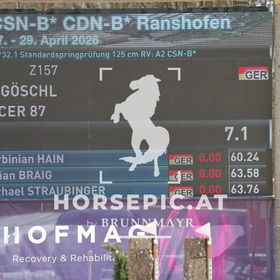 CSN-B* CDN-B* Ranshofen
7. - 29. April 2026
*32.1 Standardspringprüfung 125 cm RV: A2 CSN-B*
Z157
GER
GÖSCHL
CER 87
7.1
rbinian HAIN GER 0.00 60.24
ian BRAIG GER 0.00 63.58
chael STRAUBINGER GER 0.00 63.76
HORSEPIC.AT
by BRUNNMAYR
HOFMAG
Recovery & Rehabilit